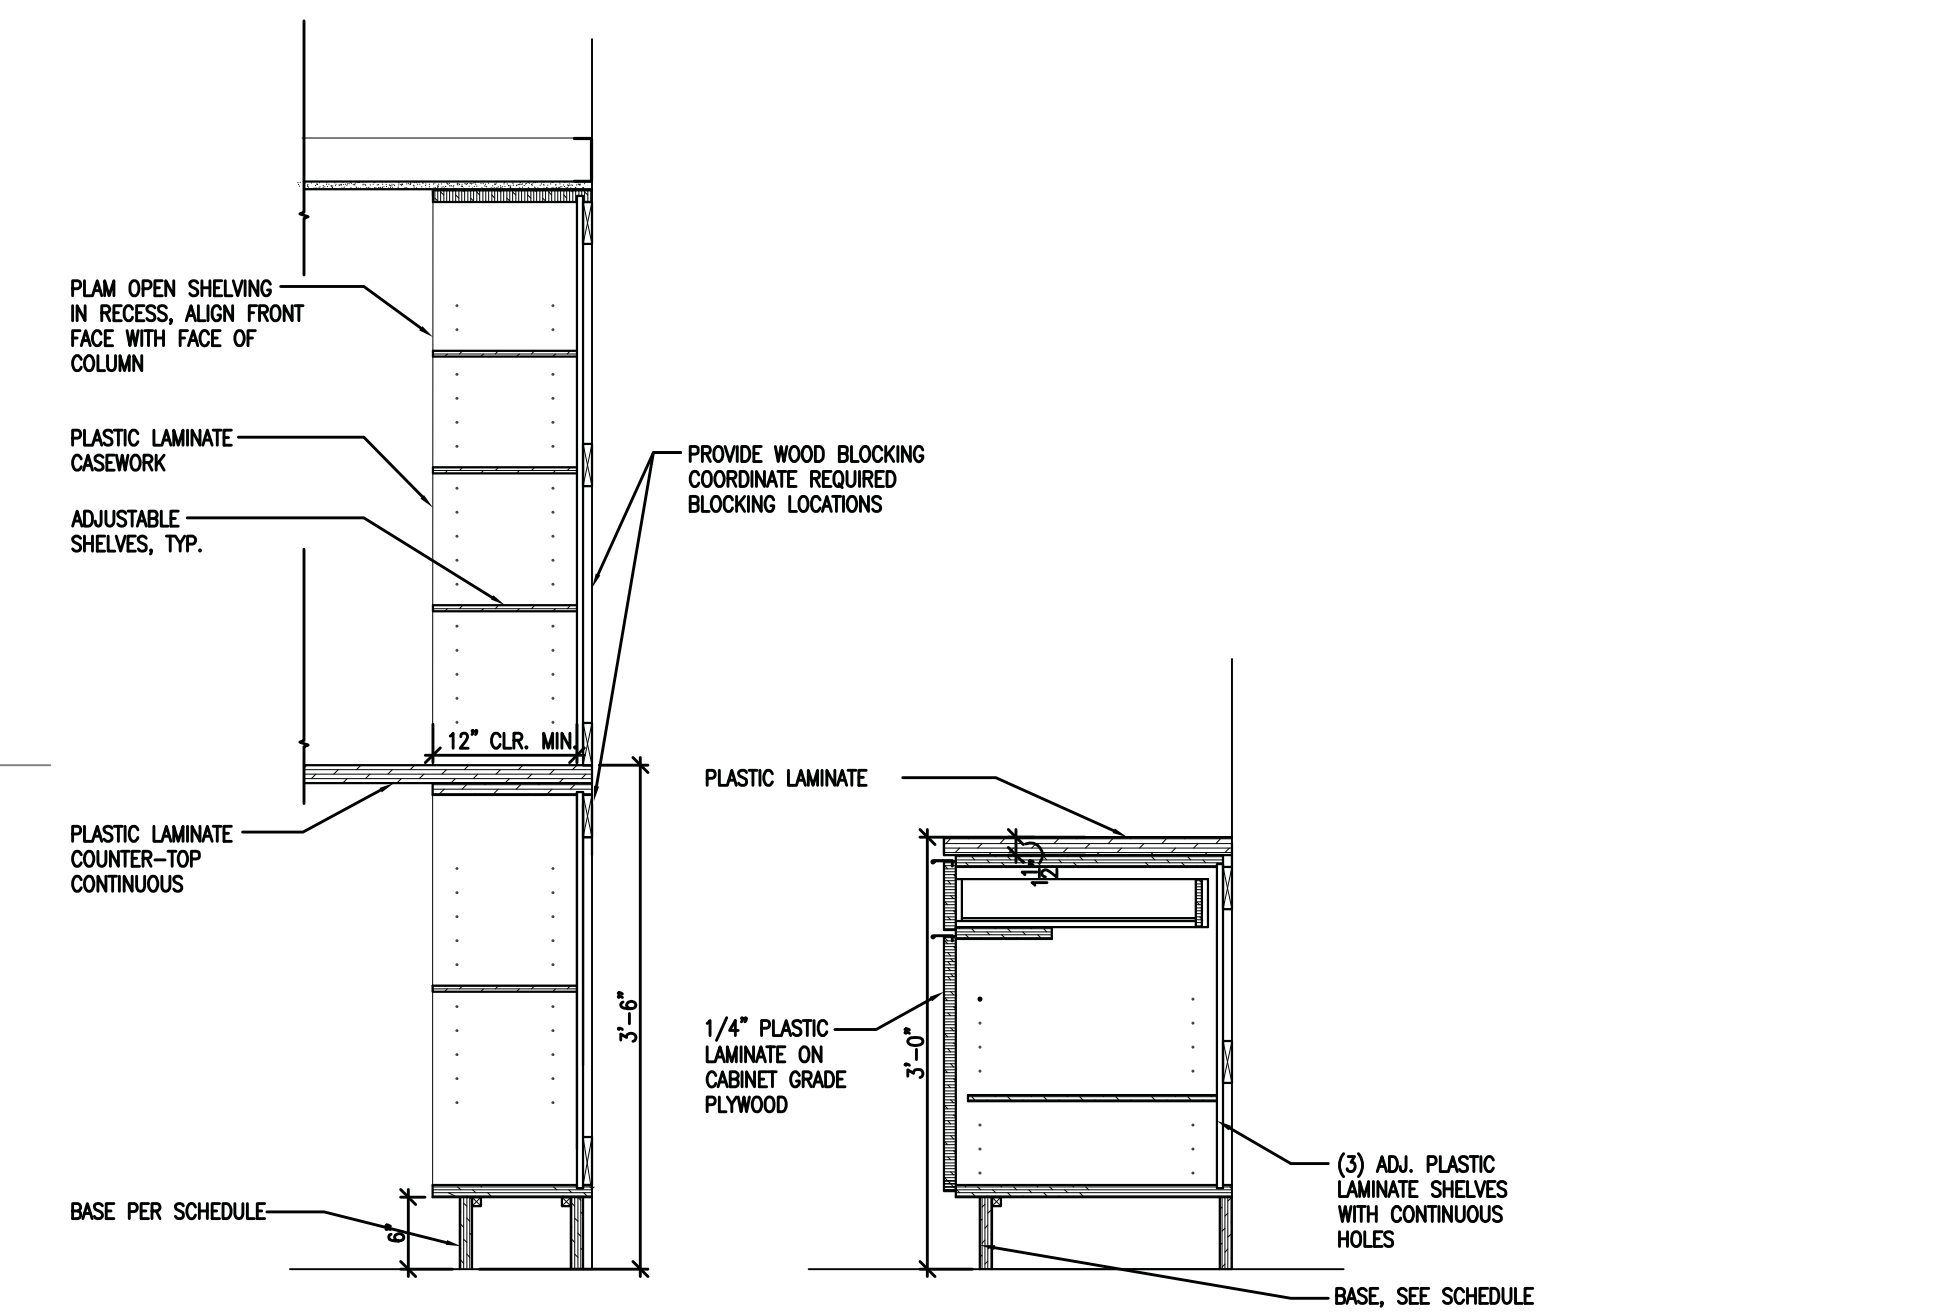 PLAM OPEN SHELVING
IN RECESS, ALIGN FRONT
FACE WITH FACE OF
COLUMN
PLASTIC LAMINATE
CASEWORK
ADJUSTABLE
SHELVES, TYP.
PROVIDE WOOD BLOCKING
COORDINATE REQUIRED
BLOCKING LOCATIONS
12" CLR. MIN.
PLASTIC LAMINATE
COUNTER-TOP
CONTINUOUS
3'-6"
BASE PER SCHEDULE
6"
PLASTIC LAMINATE
1 1/2"
3'-0"
1/4" PLASTIC
LAMINATE ON
CABINET GRADE
PLYWOOD
(3) ADJ. PLASTIC
LAMINATE SHELVES
WITH CONTINUOUS
HOLES
BASE, SEE SCHEDULE